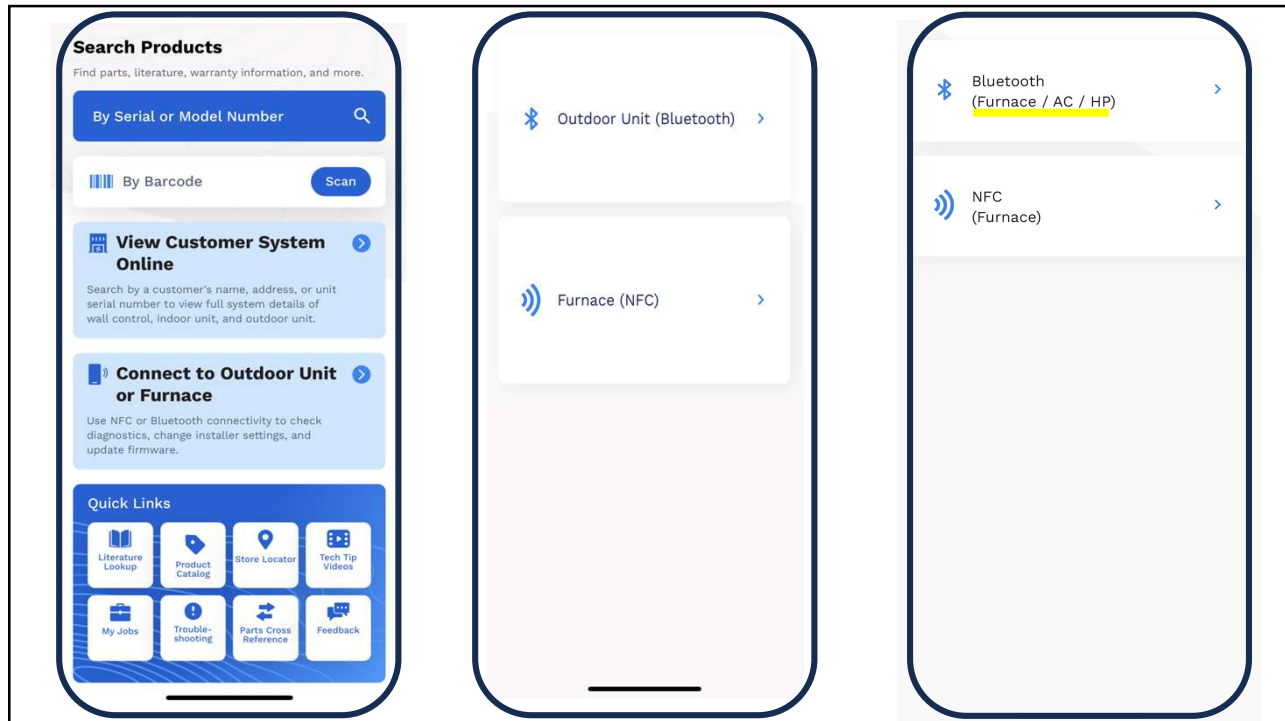 Search Products
Find parts, literature, warranty information, and more.
By Serial or Model Number
By Barcode
Scan
View Customer System
Online
Search by a customer's name, address, or unit
serial number to view full system details of
wall control, indoor unit, and outdoor unit.
Connect to Outdoor Unit
or Furnace
Use NFC or Bluetooth connectivity to check
diagnostics, change installer settings, and
update firmware.
Quick Links
Literature
Lookup
Product
Catalog
Store Locator
Tech Tip
Videos
My Jobs
Trouble-
shooting
Parts Cross
Reference
Feedback
Outdoor Unit (Bluetooth)
Furnace (NFC)
Bluetooth
(Furnace / AC / HP)
NFC
(Furnace)